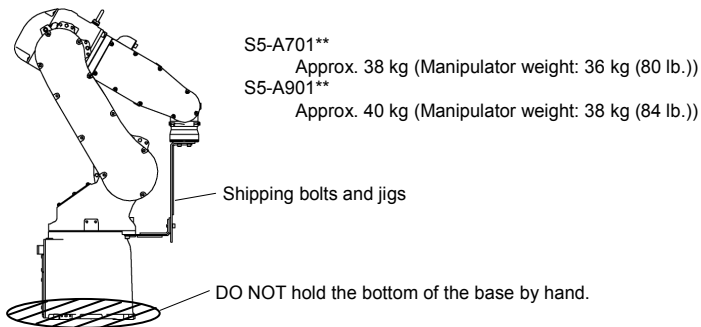 S5-A701**
Approx. 38 kg (Manipulator weight: 36 kg (80 lb.))
S5-A901**
Approx. 40 kg (Manipulator weight: 38 kg (84 lb.))
Shipping bolts and jigs
DO NOT hold the bottom of the base by hand.